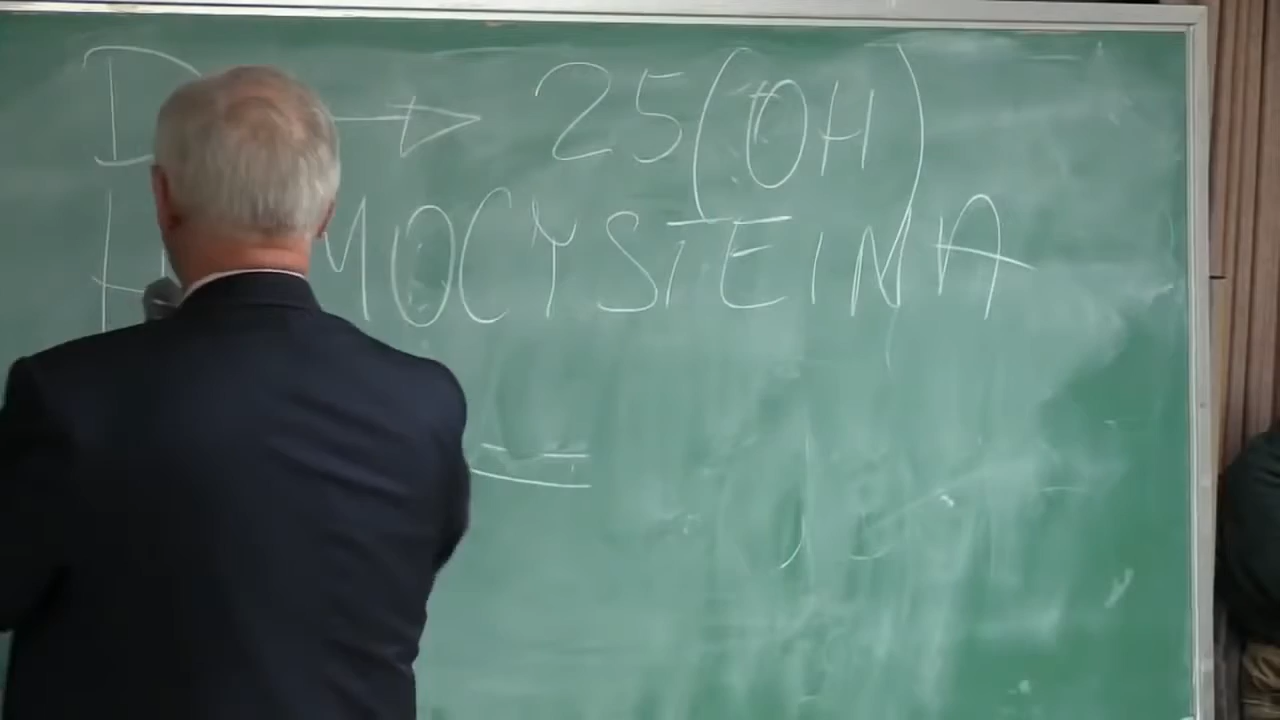 D → 25(OH)
H MOCYSTEINA